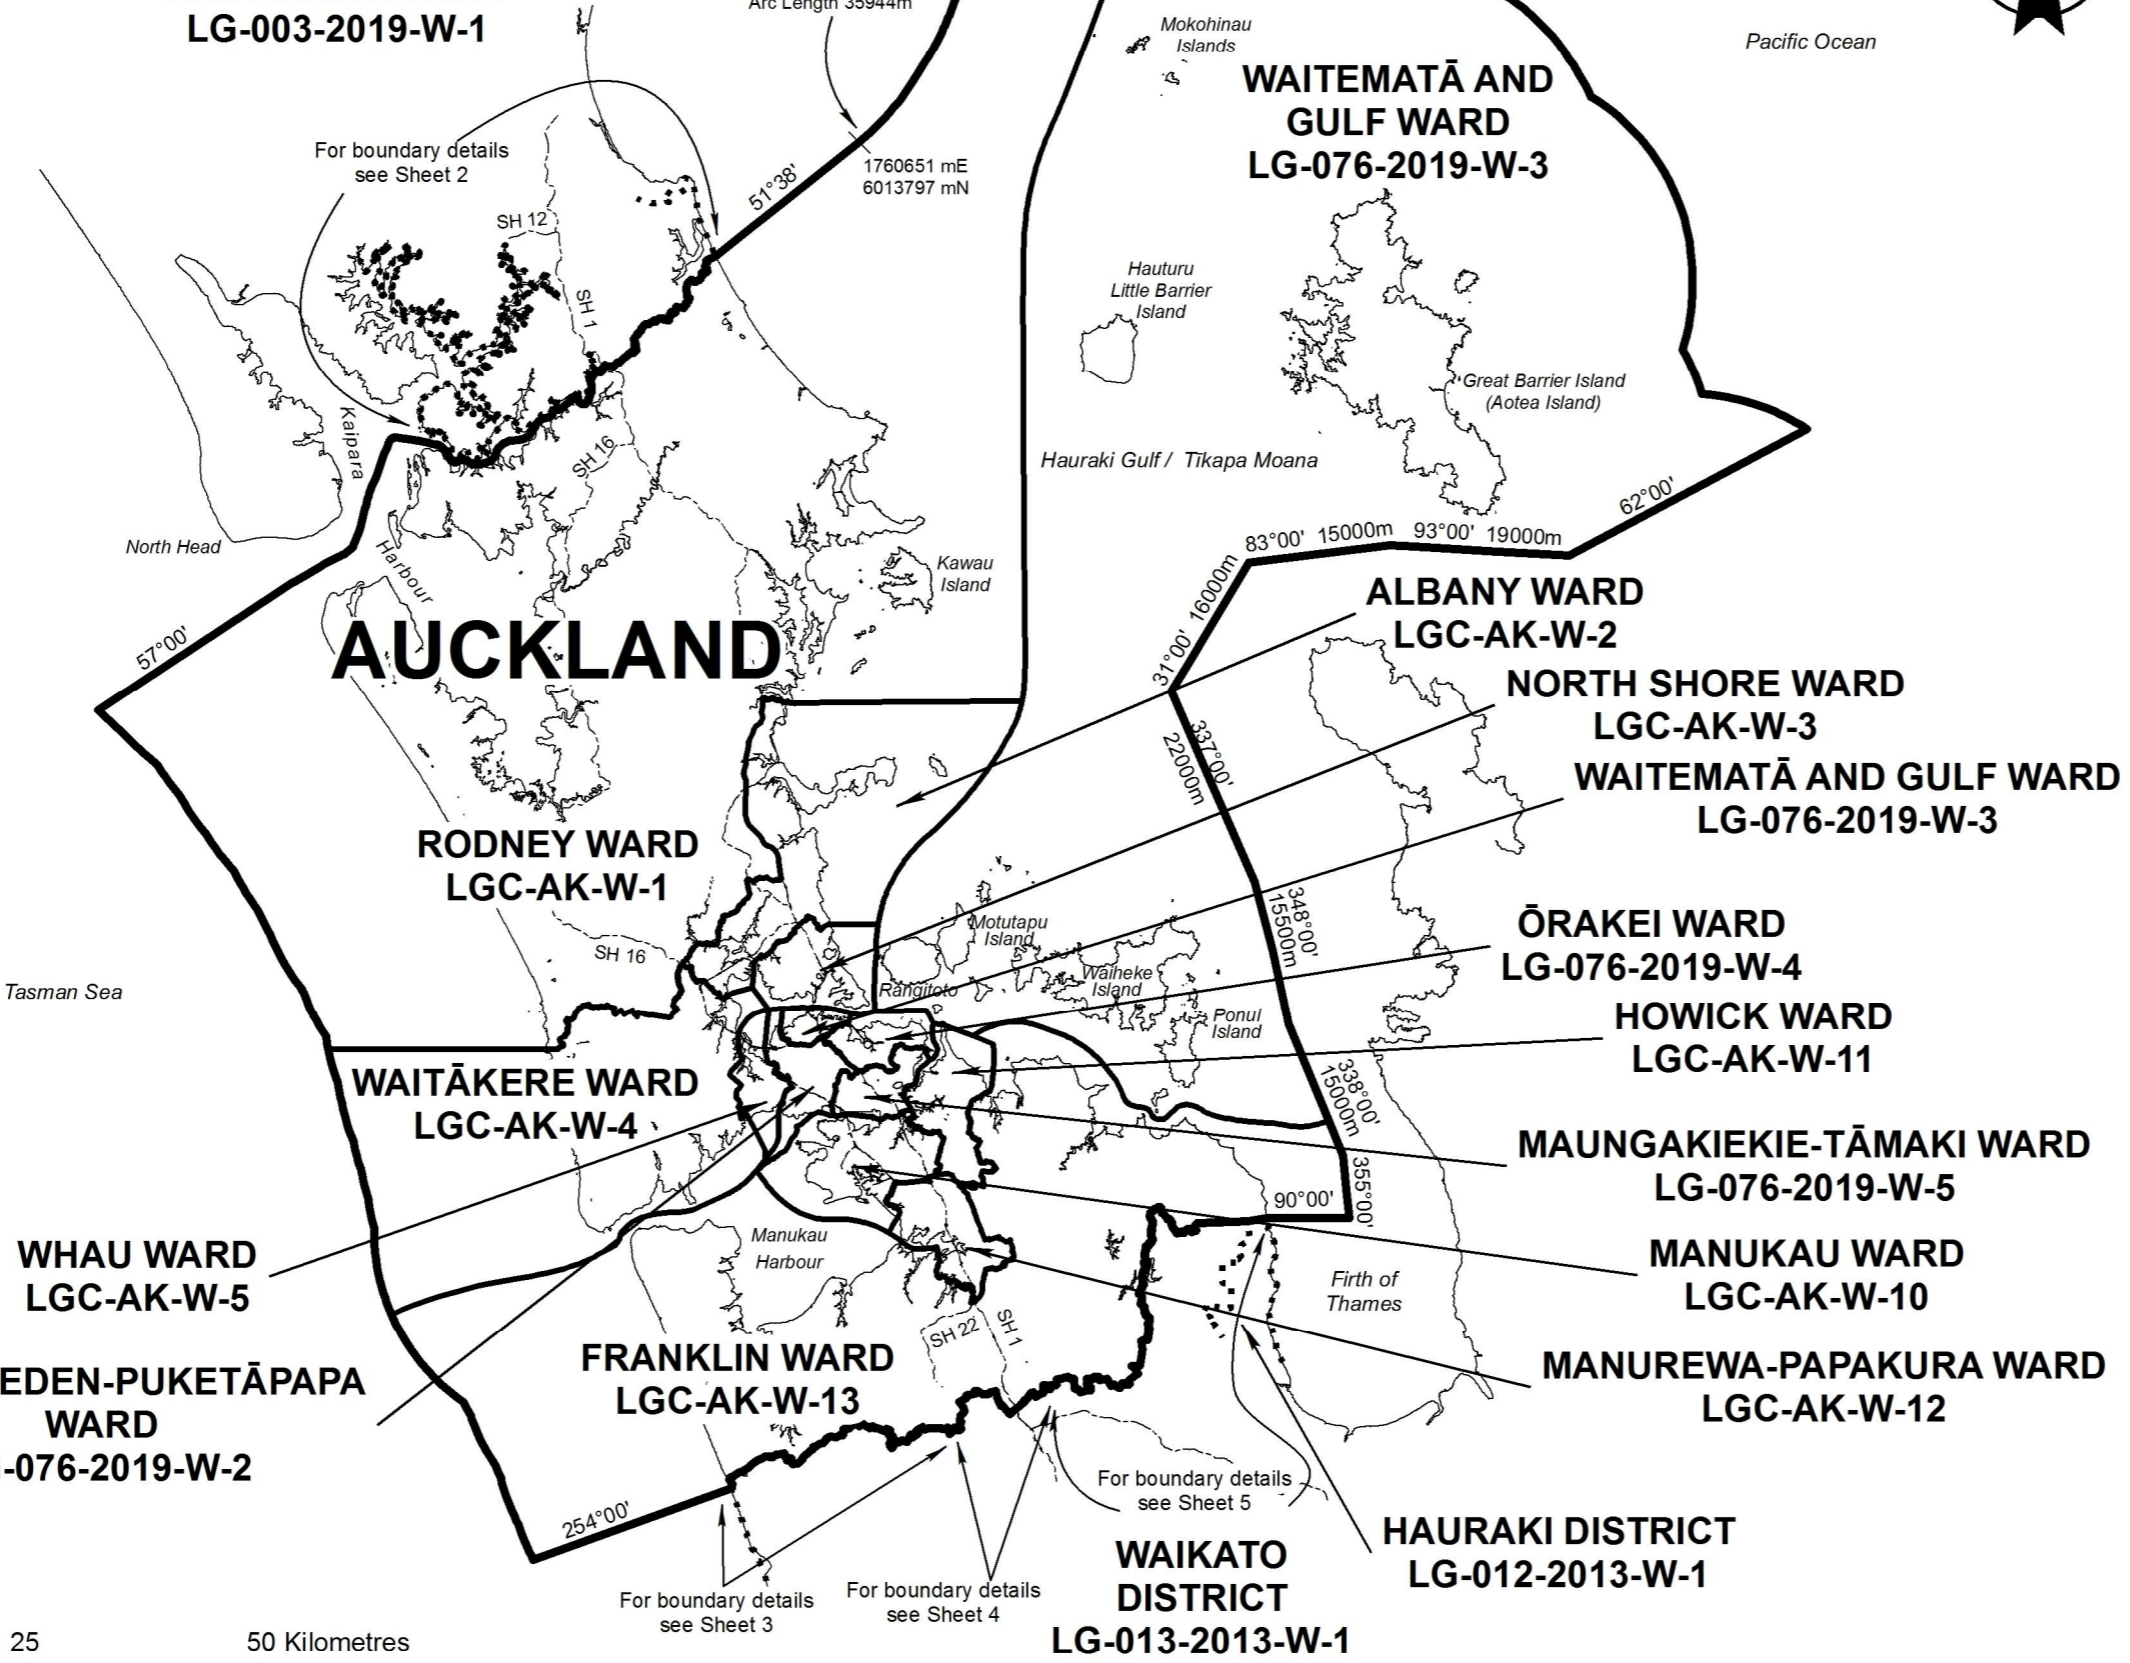 LG-003-2019-W-1
Arc Length 35944m
Mokohinau
Islands
Pacific Ocean
WAITEMATĀ AND
GULF WARD
LG-076-2019-W-3
For boundary details
see Sheet 2
51°38'
1760651 mE
6013797 mN
SH 12
SH 1
Hauturu
Little Barrier
Island
Great Barrier Island
(Aotea Island)
Kaipara
Harbour
SH 16
Hauraki Gulf / Tīkapa Moana
62°00'
North Head
83°00' 15000m
93°00' 19000m
Kawau
Island
31°00' 16000m
57°00'
AUCKLAND
ALBANY WARD
LGC-AK-W-2
NORTH SHORE WARD
LGC-AK-W-3
337°00'
22000m
WAITEMATĀ AND GULF WARD
LG-076-2019-W-3
RODNEY WARD
LGC-AK-W-1
348°00'
15500m
Motutapu
Island
ŌRAKEI WARD
LG-076-2019-W-4
SH 16
Tasman Sea
Rangitoto
Waiheke
Island
Ponui
Island
HOWICK WARD
LGC-AK-W-11
WAITĀKERE WARD
LGC-AK-W-4
338°00'
15000m
MAUNGAKIEKIE-TĀMAKI WARD
LG-076-2019-W-5
355°00'
90°00'
WHAU WARD
LGC-AK-W-5
Manukau
Harbour
MANUKAU WARD
LGC-AK-W-10
Firth of
Thames
SH 22
SH 1
FRANKLIN WARD
LGC-AK-W-13
MANUREWA-PAPAKURA WARD
LGC-AK-W-12
EDEN-PUKETĀPAPA
WARD
-076-2019-W-2
254°00'
For boundary details
see Sheet 5
HAURAKI DISTRICT
LG-012-2013-W-1
WAIKATO
DISTRICT
LG-013-2013-W-1
For boundary details
see Sheet 3
For boundary details
see Sheet 4
25
50 Kilometres